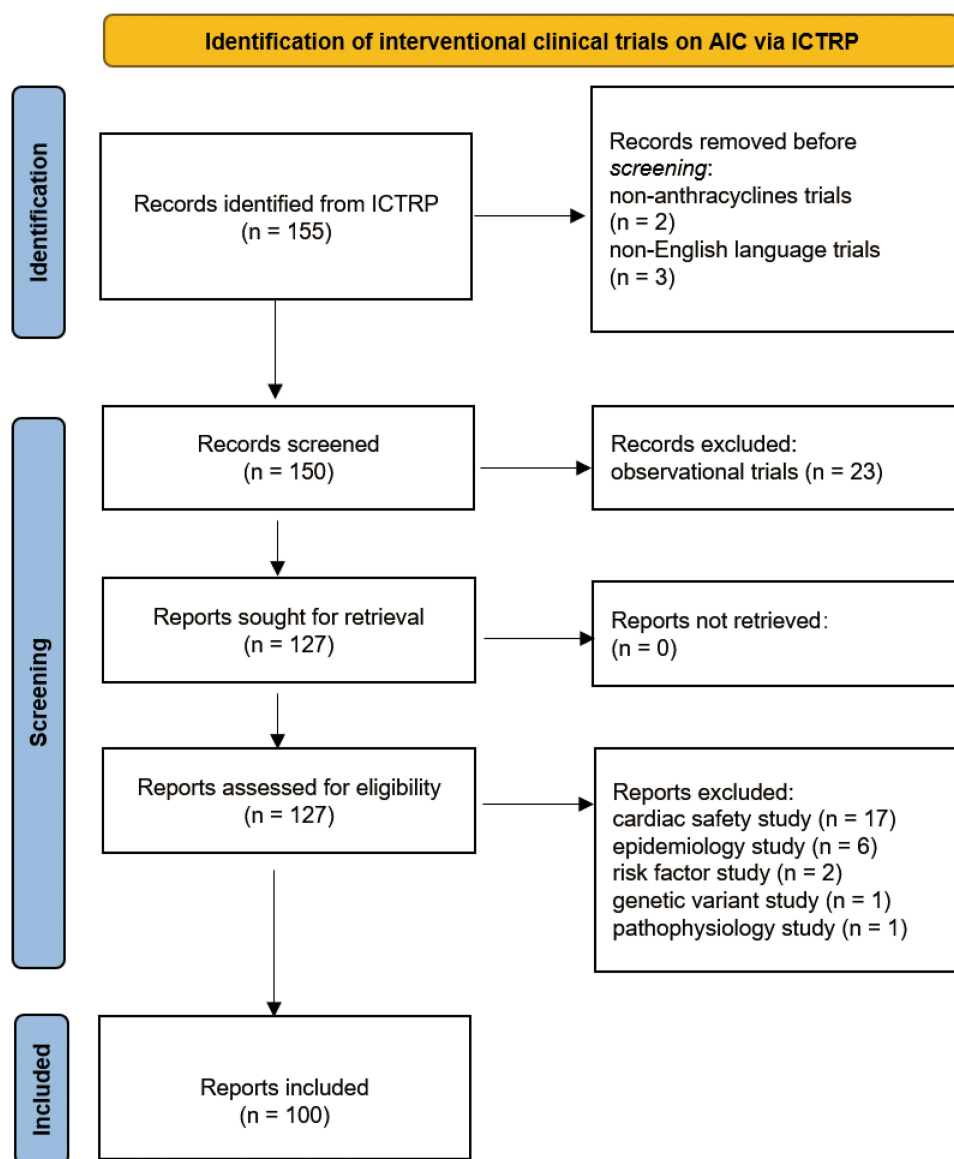 Identification of interventional clinical trials on AIC via ICTRP
Identification
Records identified from ICTRP
(n = 155)
Records removed before
screening:
non-anthracyclines trials
(n = 2)
non-English language trials
(n = 3)
Screening
Records screened
(n = 150)
Records excluded:
observational trials (n = 23)
Reports sought for retrieval
(n = 127)
Reports not retrieved:
(n = 0)
Reports assessed for eligibility
(n = 127)
Reports excluded:
cardiac safety study (n = 17)
epidemiology study (n = 6)
risk factor study (n = 2)
genetic variant study (n = 1)
pathophysiology study (n = 1)
Included
Reports included
(n = 100)